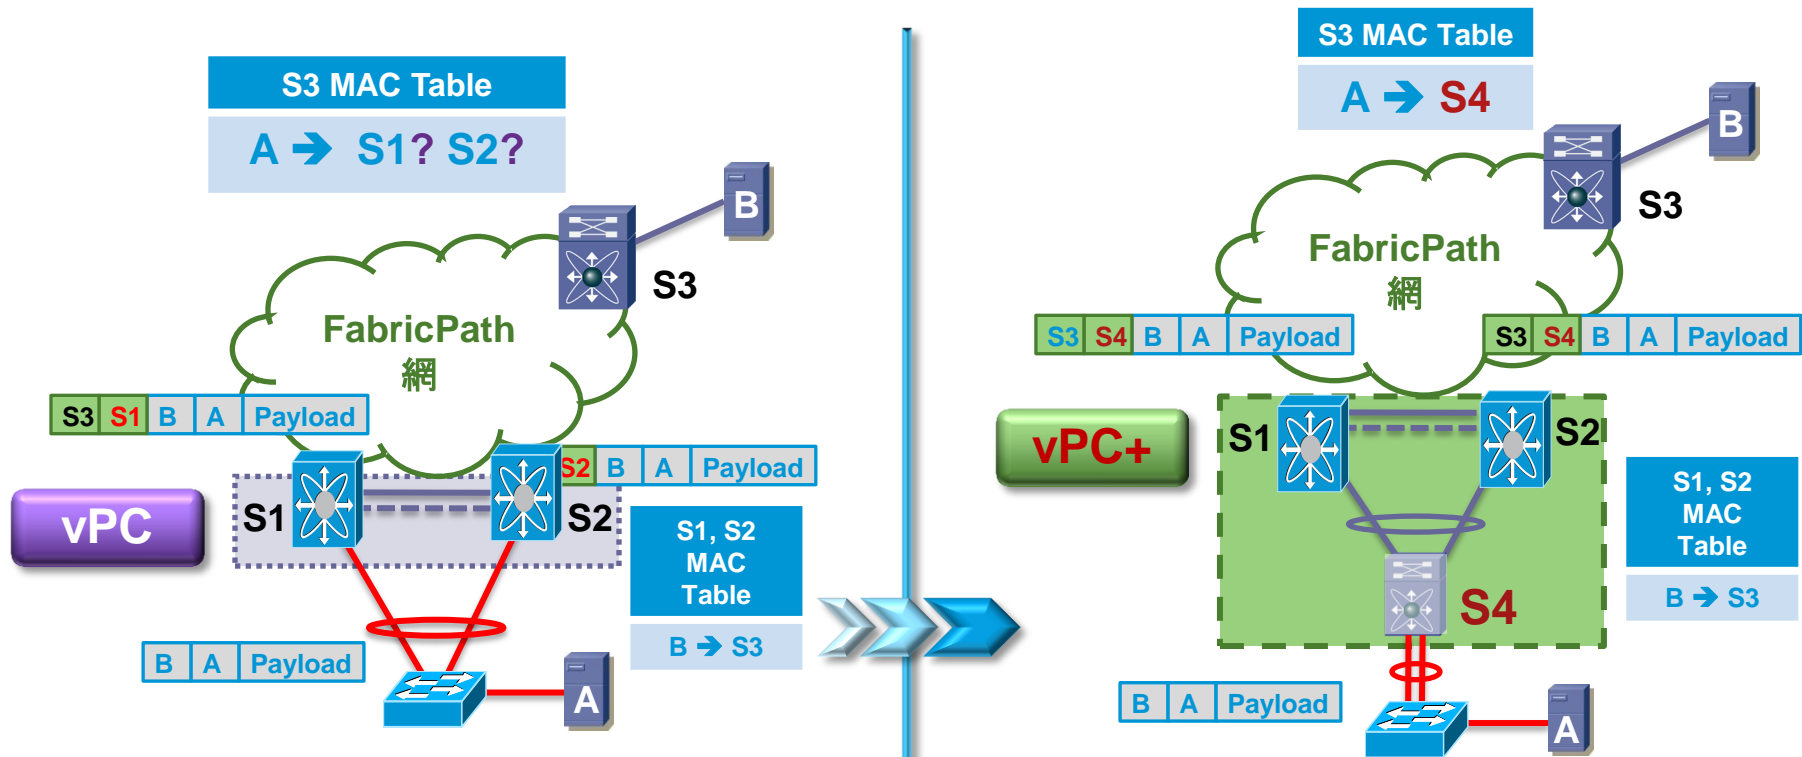 S3 MAC Table
A → S1? S2?
B
S3
FabricPath
網
S3 S1 B A Payload
S2 B A Payload
vPC
S1
S2
S1, S2
MAC
Table
B → S3
B A Payload
A
S3 MAC Table
A → S4
B
S3
FabricPath
網
S3 S4 B A Payload
S3 S4 B A Payload
vPC+
S1
S2
S1, S2
MAC
Table
B → S3
S4
B A Payload
A